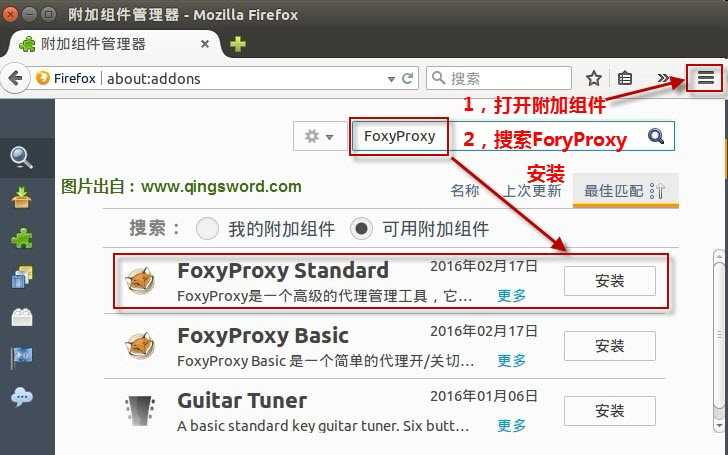 附加组件管理器 - Mozilla Firefox
附加组件管理器
Firefox about:addons 搜索
1，打开附加组件
FoxyProxy 2，搜索ForyProxy
安装
图片出自：www.qingsword.com
名称 上次更新 最佳匹配
搜索： 我的附加组件 可用附加组件
FoxyProxy Standard 2016年02月17日 安装
FoxyProxy是一个高级的代理管理工具，它... 更多
FoxyProxy Basic 2016年02月17日 安装
FoxyProxy Basic 是一个简单的代理开/关切... 更多
Guitar Tuner 2016年01月06日 安装
A basic standard key guitar tuner. Six butt... 更多